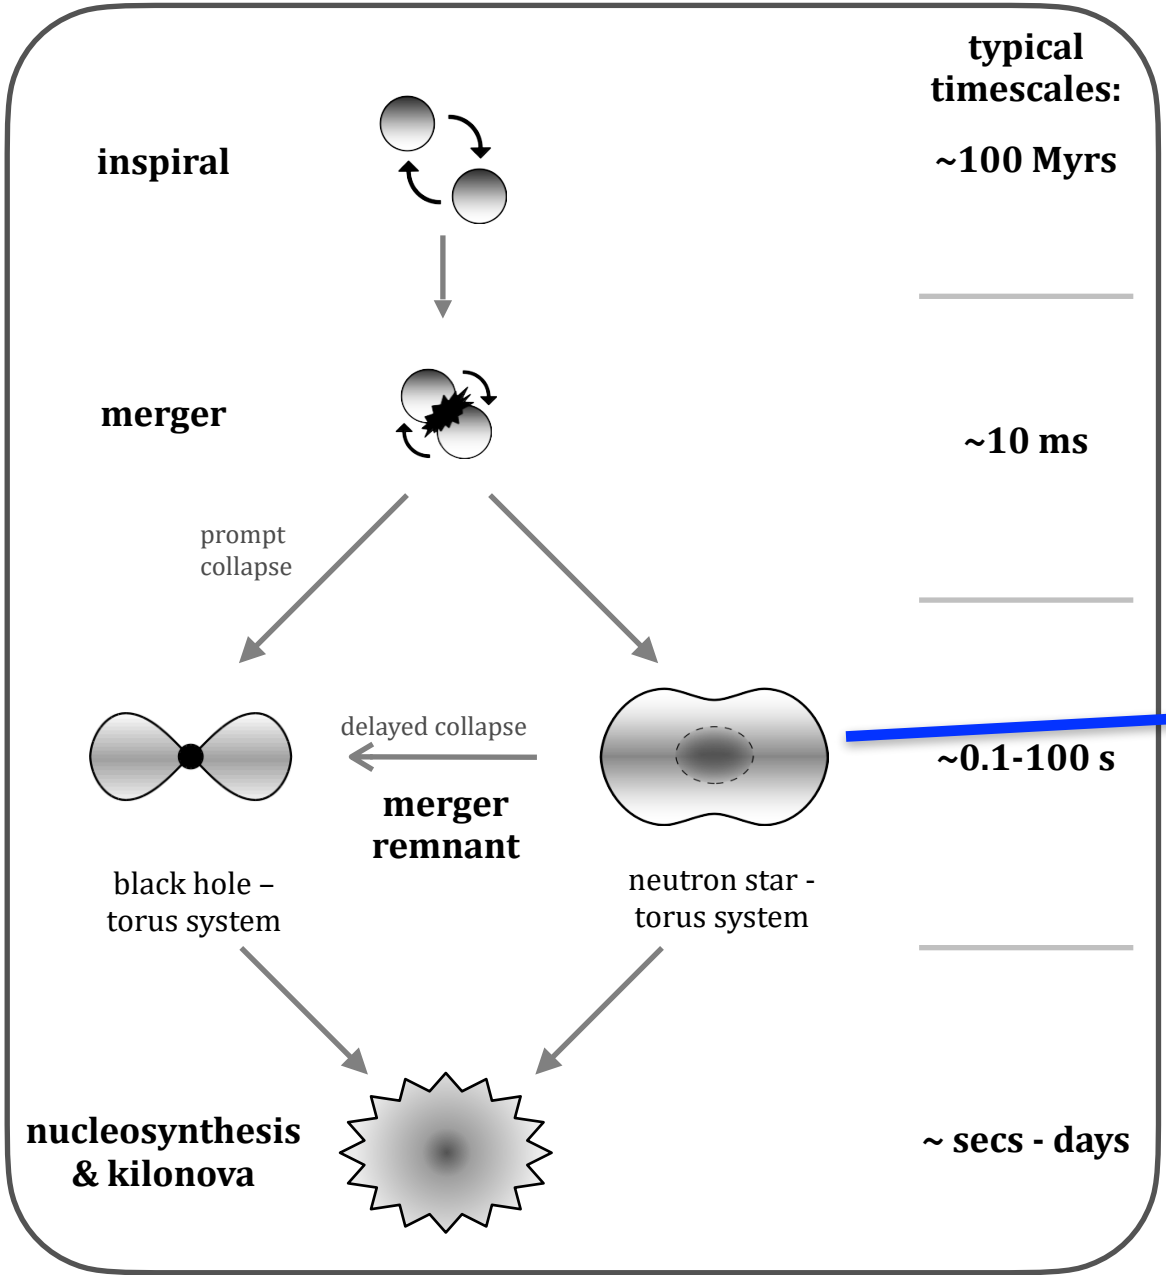 typical
timescales:
inspiral
~100 Myrs
merger
~10 ms
prompt
collapse
delayed collapse
~0.1-100 s
merger
remnant
black hole –
torus system
neutron star -
torus system
nucleosynthesis
& kilonova
~ secs - days